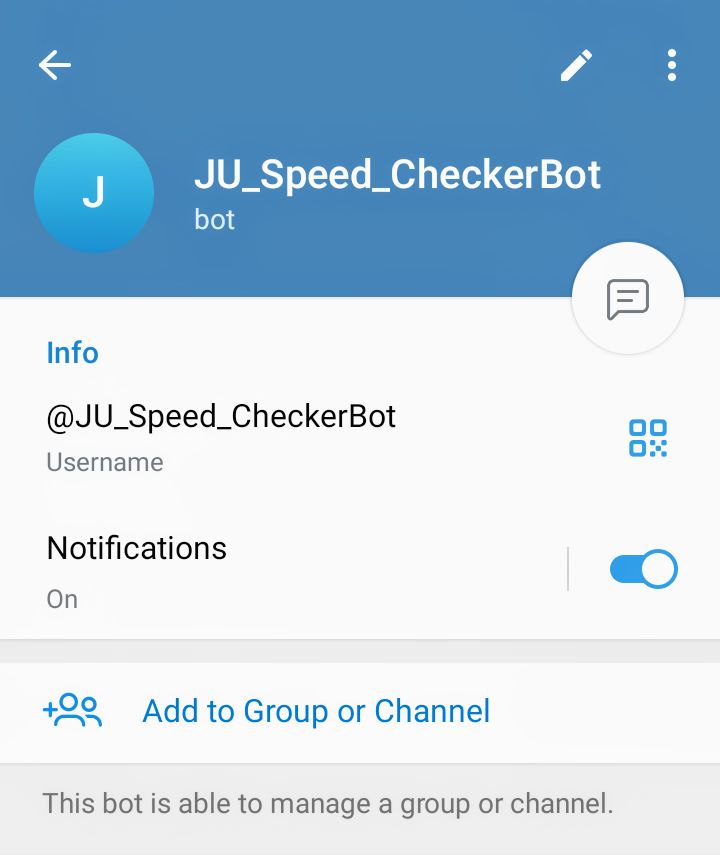 J
JU_Speed_CheckerBot
bot
Info
@JU_Speed_CheckerBot
Username
Notifications
On
Add to Group or Channel
This bot is able to manage a group or channel.